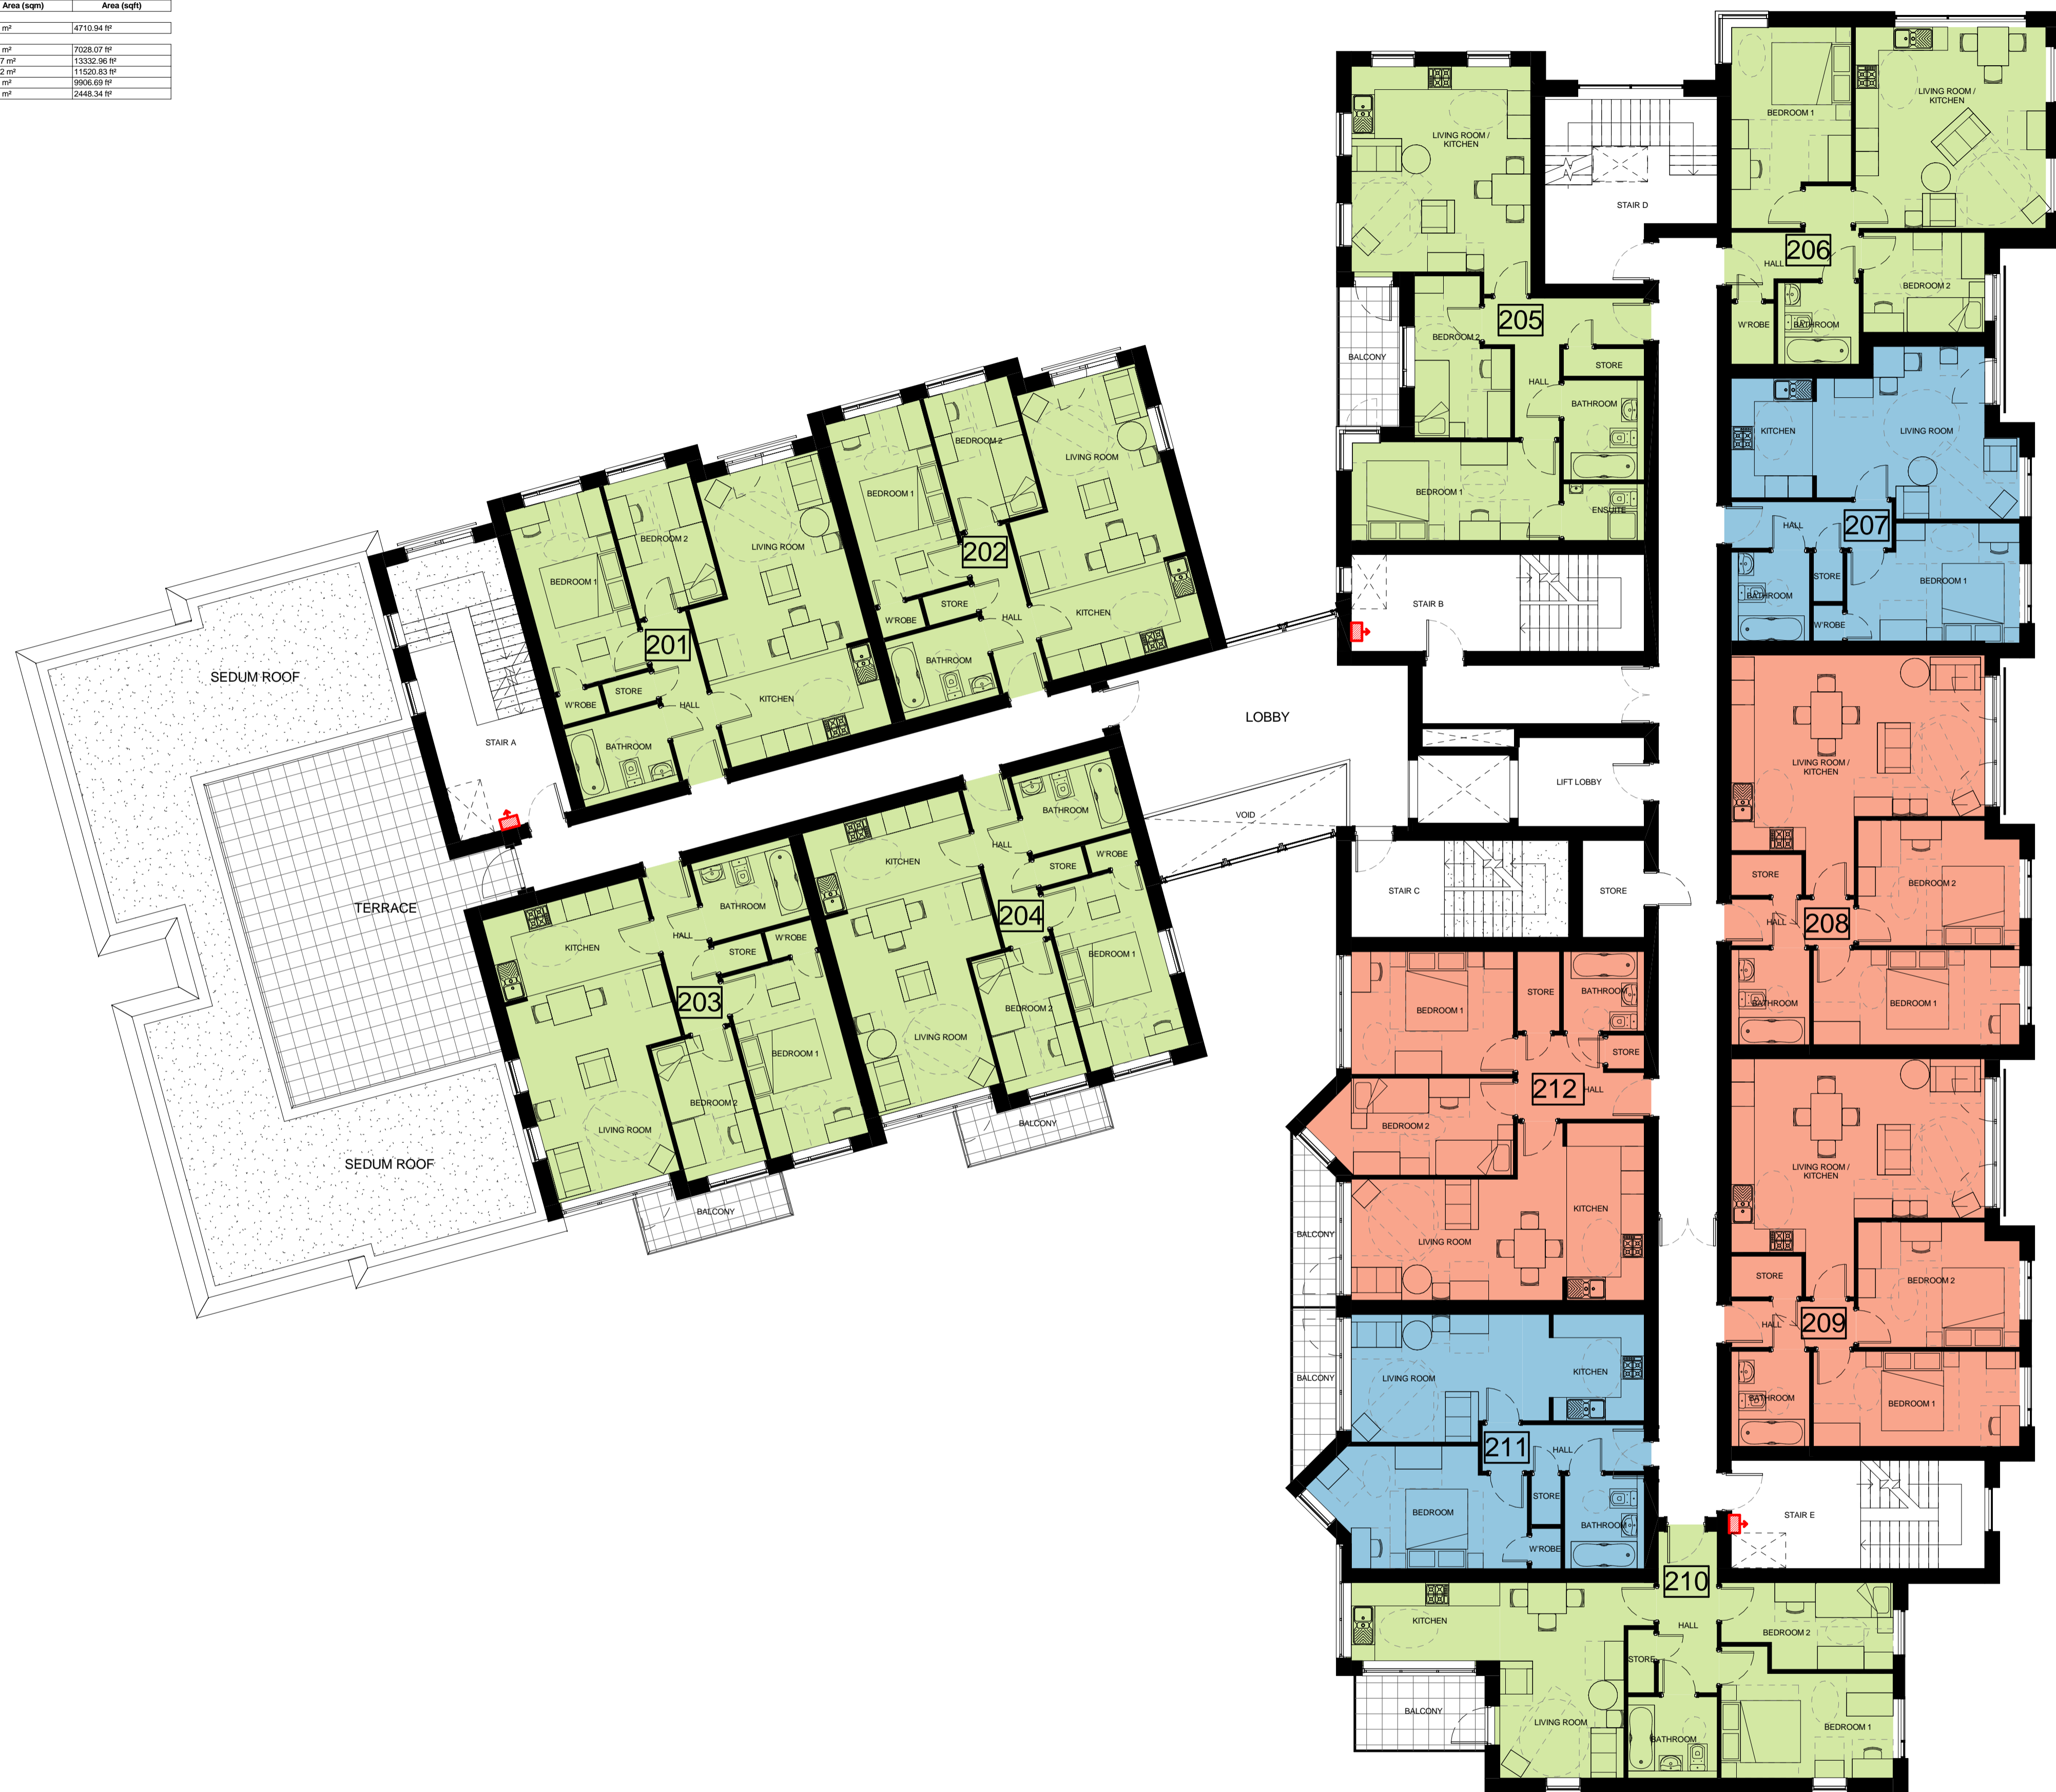 Area (sqm) Area (sqft)
m² 4710.94 ft²
m² 7028.07 ft²
7 m² 13332.96 ft²
2 m² 11520.83 ft²
m² 9906.69 ft²
m² 2448.34 ft²
SEDUM ROOF
TERRACE
SEDUM ROOF
STAIR A
BEDROOM 1
BEDROOM 2
LIVING ROOM
201
STORE
W'ROBE
HALL
KITCHEN
BATHROOM
BEDROOM 1
BEDROOM 2
LIVING ROOM
202
STORE
W'ROBE
HALL
KITCHEN
BATHROOM
KITCHEN
BATHROOM
HALL
STORE
W'ROBE
203
BEDROOM 1
BEDROOM 2
LIVING ROOM
BALCONY
KITCHEN
BATHROOM
HALL
STORE
W'ROBE
204
BEDROOM 1
BEDROOM 2
LIVING ROOM
BALCONY
LOBBY
VOID
LIVING ROOM /
KITCHEN
STAIR D
205
BEDROOM 2
BALCONY
STORE
HALL
BATHROOM
BEDROOM 1
ENSUITE
STAIR B
LIFT LOBBY
STAIR C
STORE
BEDROOM 1
LIVING ROOM /
KITCHEN
206
HALL
BEDROOM 2
W'ROBE
BATHROOM
KITCHEN
LIVING ROOM
HALL
207
STORE
BEDROOM 1
BATHROOM
W'ROBE
LIVING ROOM /
KITCHEN
STORE
BEDROOM 2
HALL
208
BATHROOM
BEDROOM 1
LIVING ROOM /
KITCHEN
STORE
BEDROOM 2
HALL
209
BATHROOM
BEDROOM 1
STAIR E
BEDROOM 1
STORE
BATHROOM
STORE
212
HALL
BEDROOM 2
KITCHEN
BALCONY
LIVING ROOM
BALCONY
LIVING ROOM
KITCHEN
211
HALL
BEDROOM
STORE
BATHROOM
W'ROBE
210
KITCHEN
HALL
BEDROOM 2
STORE
BALCONY
LIVING ROOM
BATHROOM
BEDROOM 1